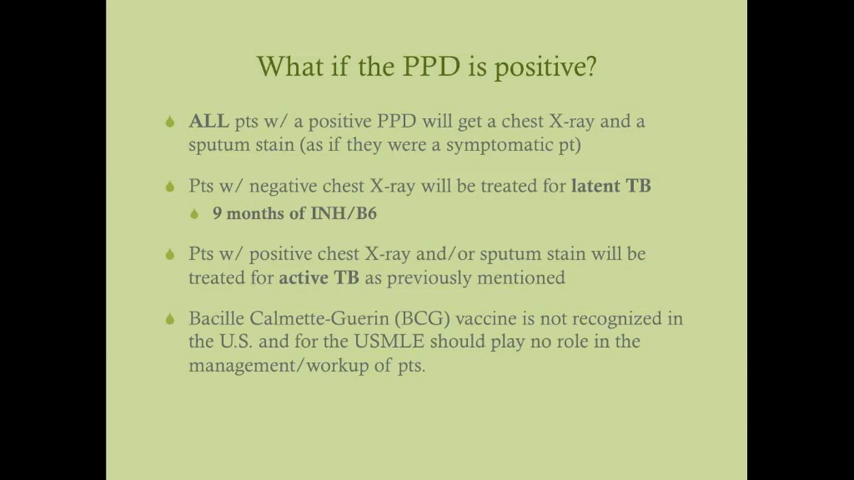 What if the PPD is positive?
ALL pts w/ a positive PPD will get a chest X-ray and a
sputum stain (as if they were a symptomatic pt)
Pts w/ negative chest X-ray will be treated for latent TB
9 months of INH/B6
Pts w/ positive chest X-ray and/or sputum stain will be
treated for active TB as previously mentioned
Bacille Calmette-Guerin (BCG) vaccine is not recognized in
the U.S. and for the USMLE should play no role in the
management/workup of pts.